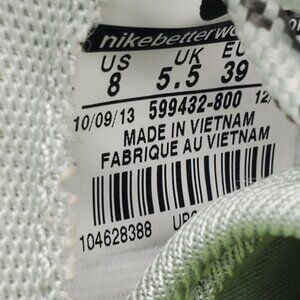 nikebetterwo
US UK EU
8 5.5 39
10/09/13 599432-800 12/
MADE IN VIETNAM
FABRIQUE AU VIETNAM
104628388 UPC